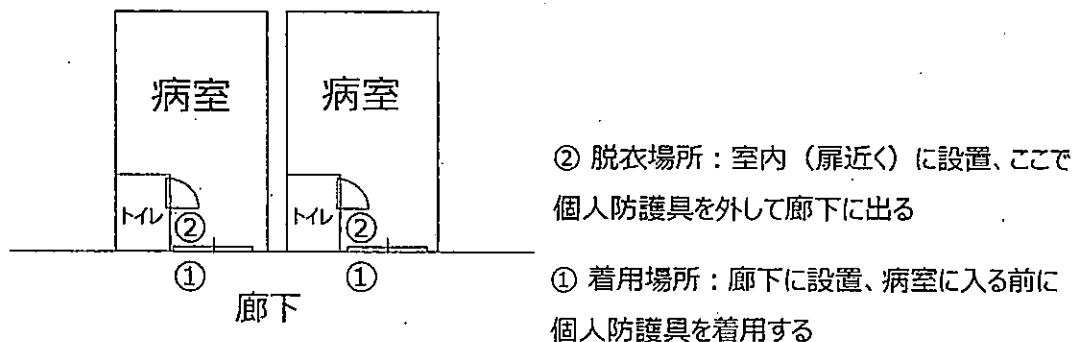 病室
病室
トイレ
トイレ
②
②
①
①
廊下
② 脱衣場所：室内（扉近く）に設置、ここで
個人防護具を外して廊下に出る
① 着用場所：廊下に設置、病室に入る前に
個人防護具を着用する